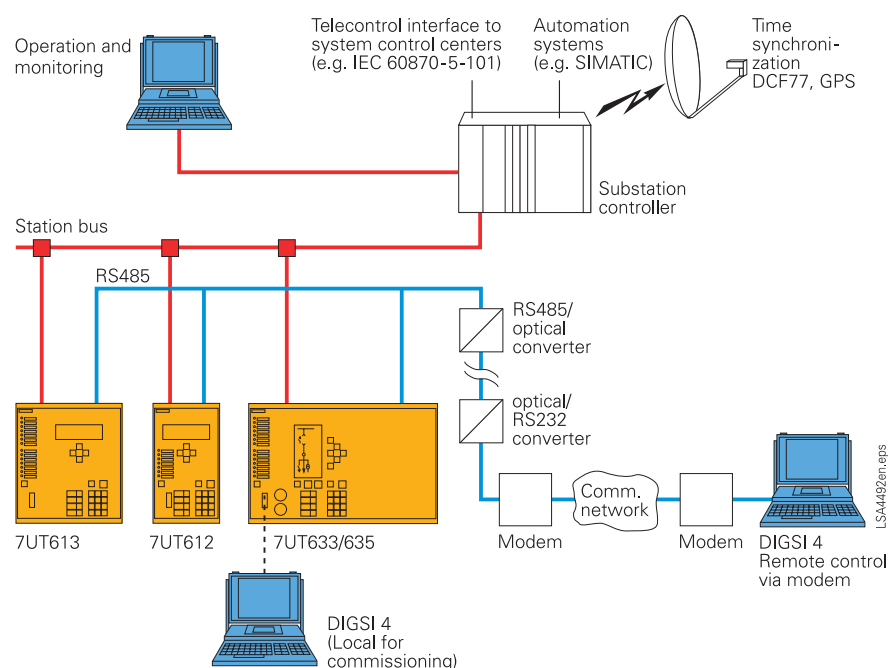 Operation and
monitoring
Telecontrol interface to
system control centers
(e.g. IEC 60870-5-101)
Automation
systems
(e.g. SIMATIC)
Time
synchroni-
zation
DCF77, GPS
Substation
controller
Station bus
RS485
RS485/
optical
converter
optical/
RS232
converter
Comm.
network
Modem
Modem
7UT613
7UT612
7UT633/635
DIGSI 4
Remote control
via modem
DIGSI 4
(Local for
commissioning)
LSA4492en.eps